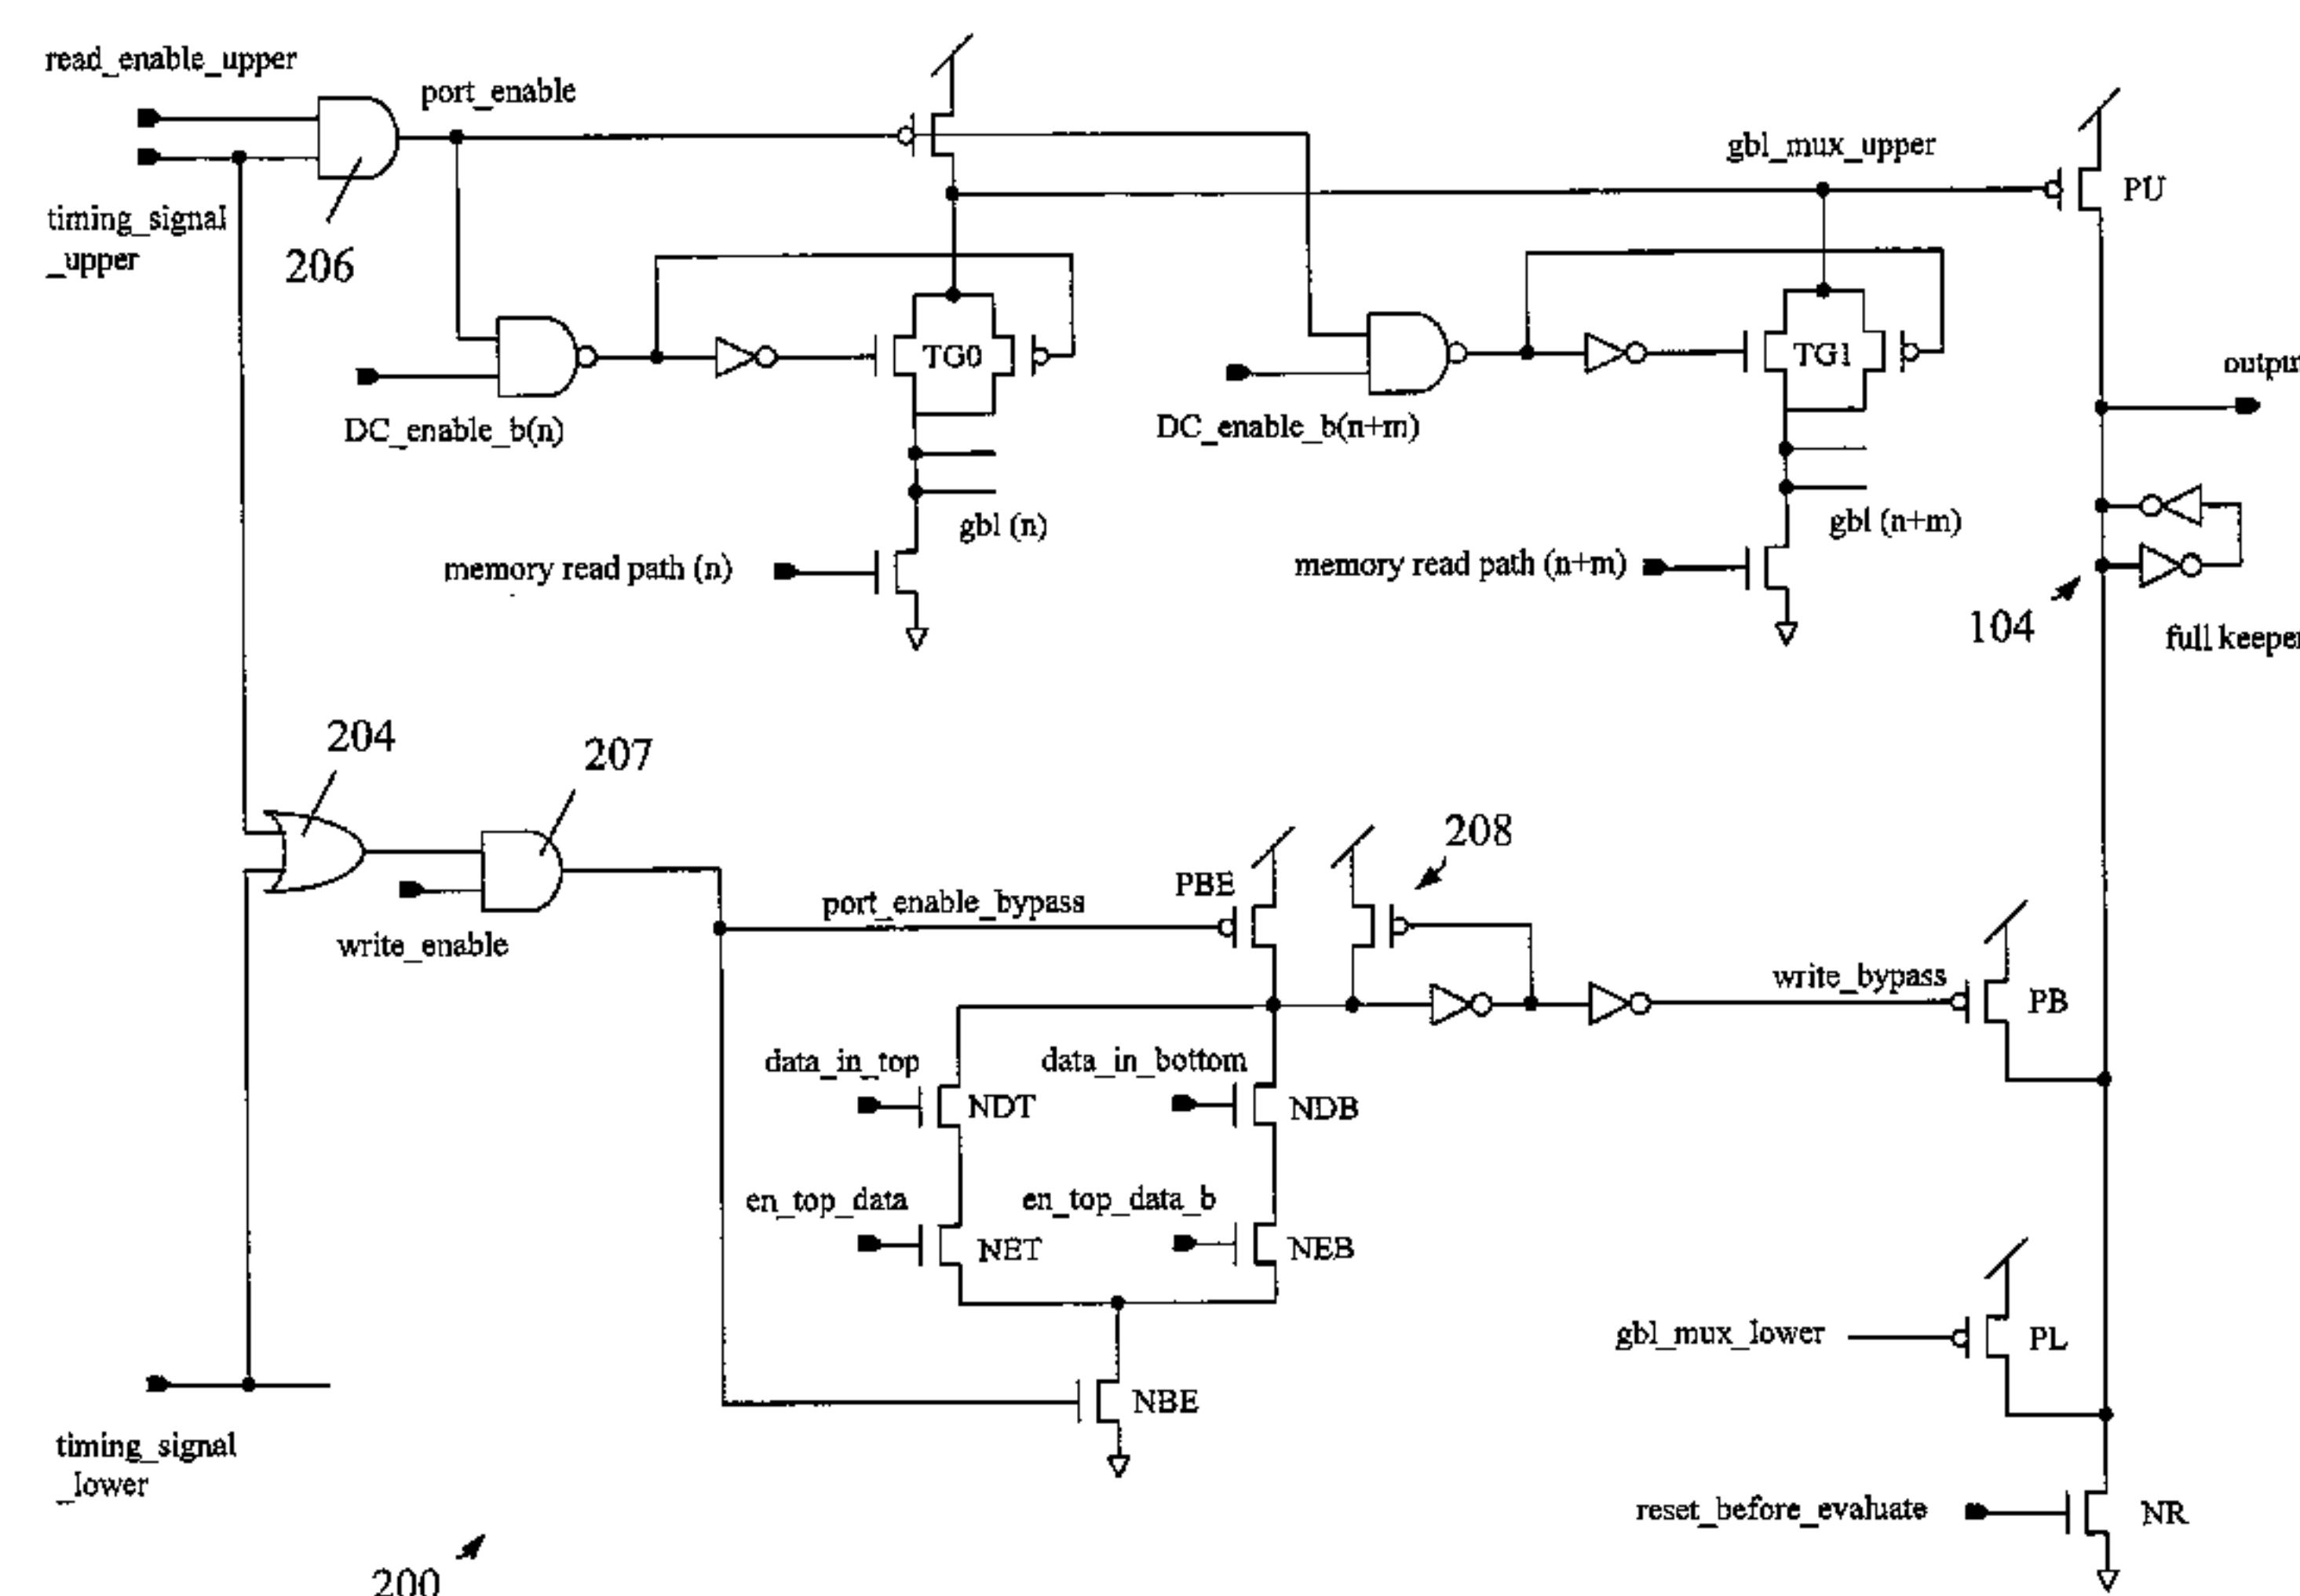 read_enable_upper
port_enable
gbl_mux_upper
PU
timing_signal
_upper
206
TG0
TG1
output
DC_enable_b(n)
DC_enable_b(n+m)
gbl (n)
gbl (n+m)
memory read path (n)
memory read path (n+m)
104
full keeper
204
207
208
PBE
port_enable_bypass
write_enable
write_bypass
PB
data_in_top
data_in_bottom
NDT
NDB
en_top_data
en_top_data_b
NET
NEB
gbl_mux_lower
PL
NBE
timing_signal
_lower
reset_before_evaluate
NR
200